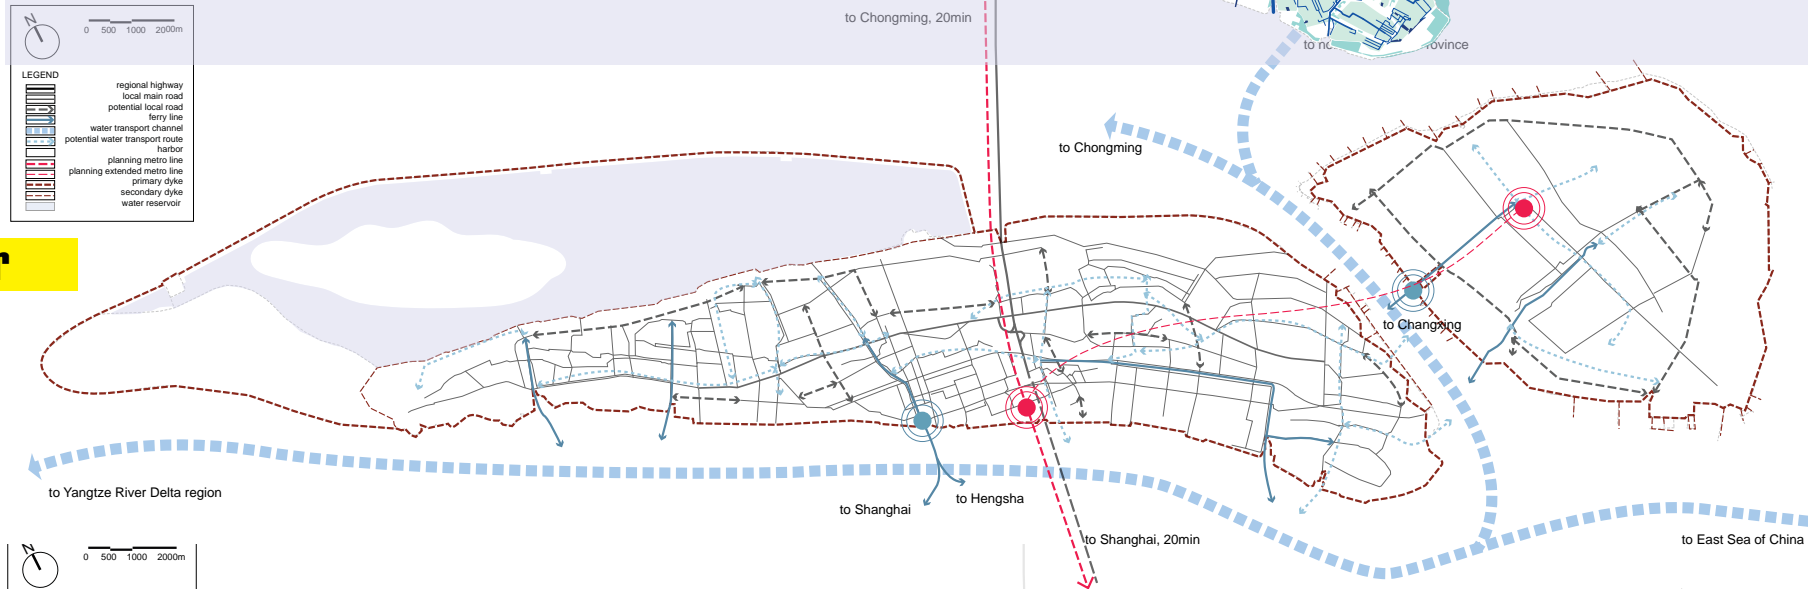 N
0 500 1000 2000m
to Chongming, 20min
LEGEND
regional highway
local main road
potential local road
ferry line
water transport channel
potential water transport route
harbor
planning metro line
planning extended metro line
primary dyke
secondary dyke
water reservoir
to Chongming
to Changxing
to Yangtze River Delta region
to Shanghai
to Hengsha
to Shanghai, 20min
to East Sea of China
N
0 500 1000 2000m